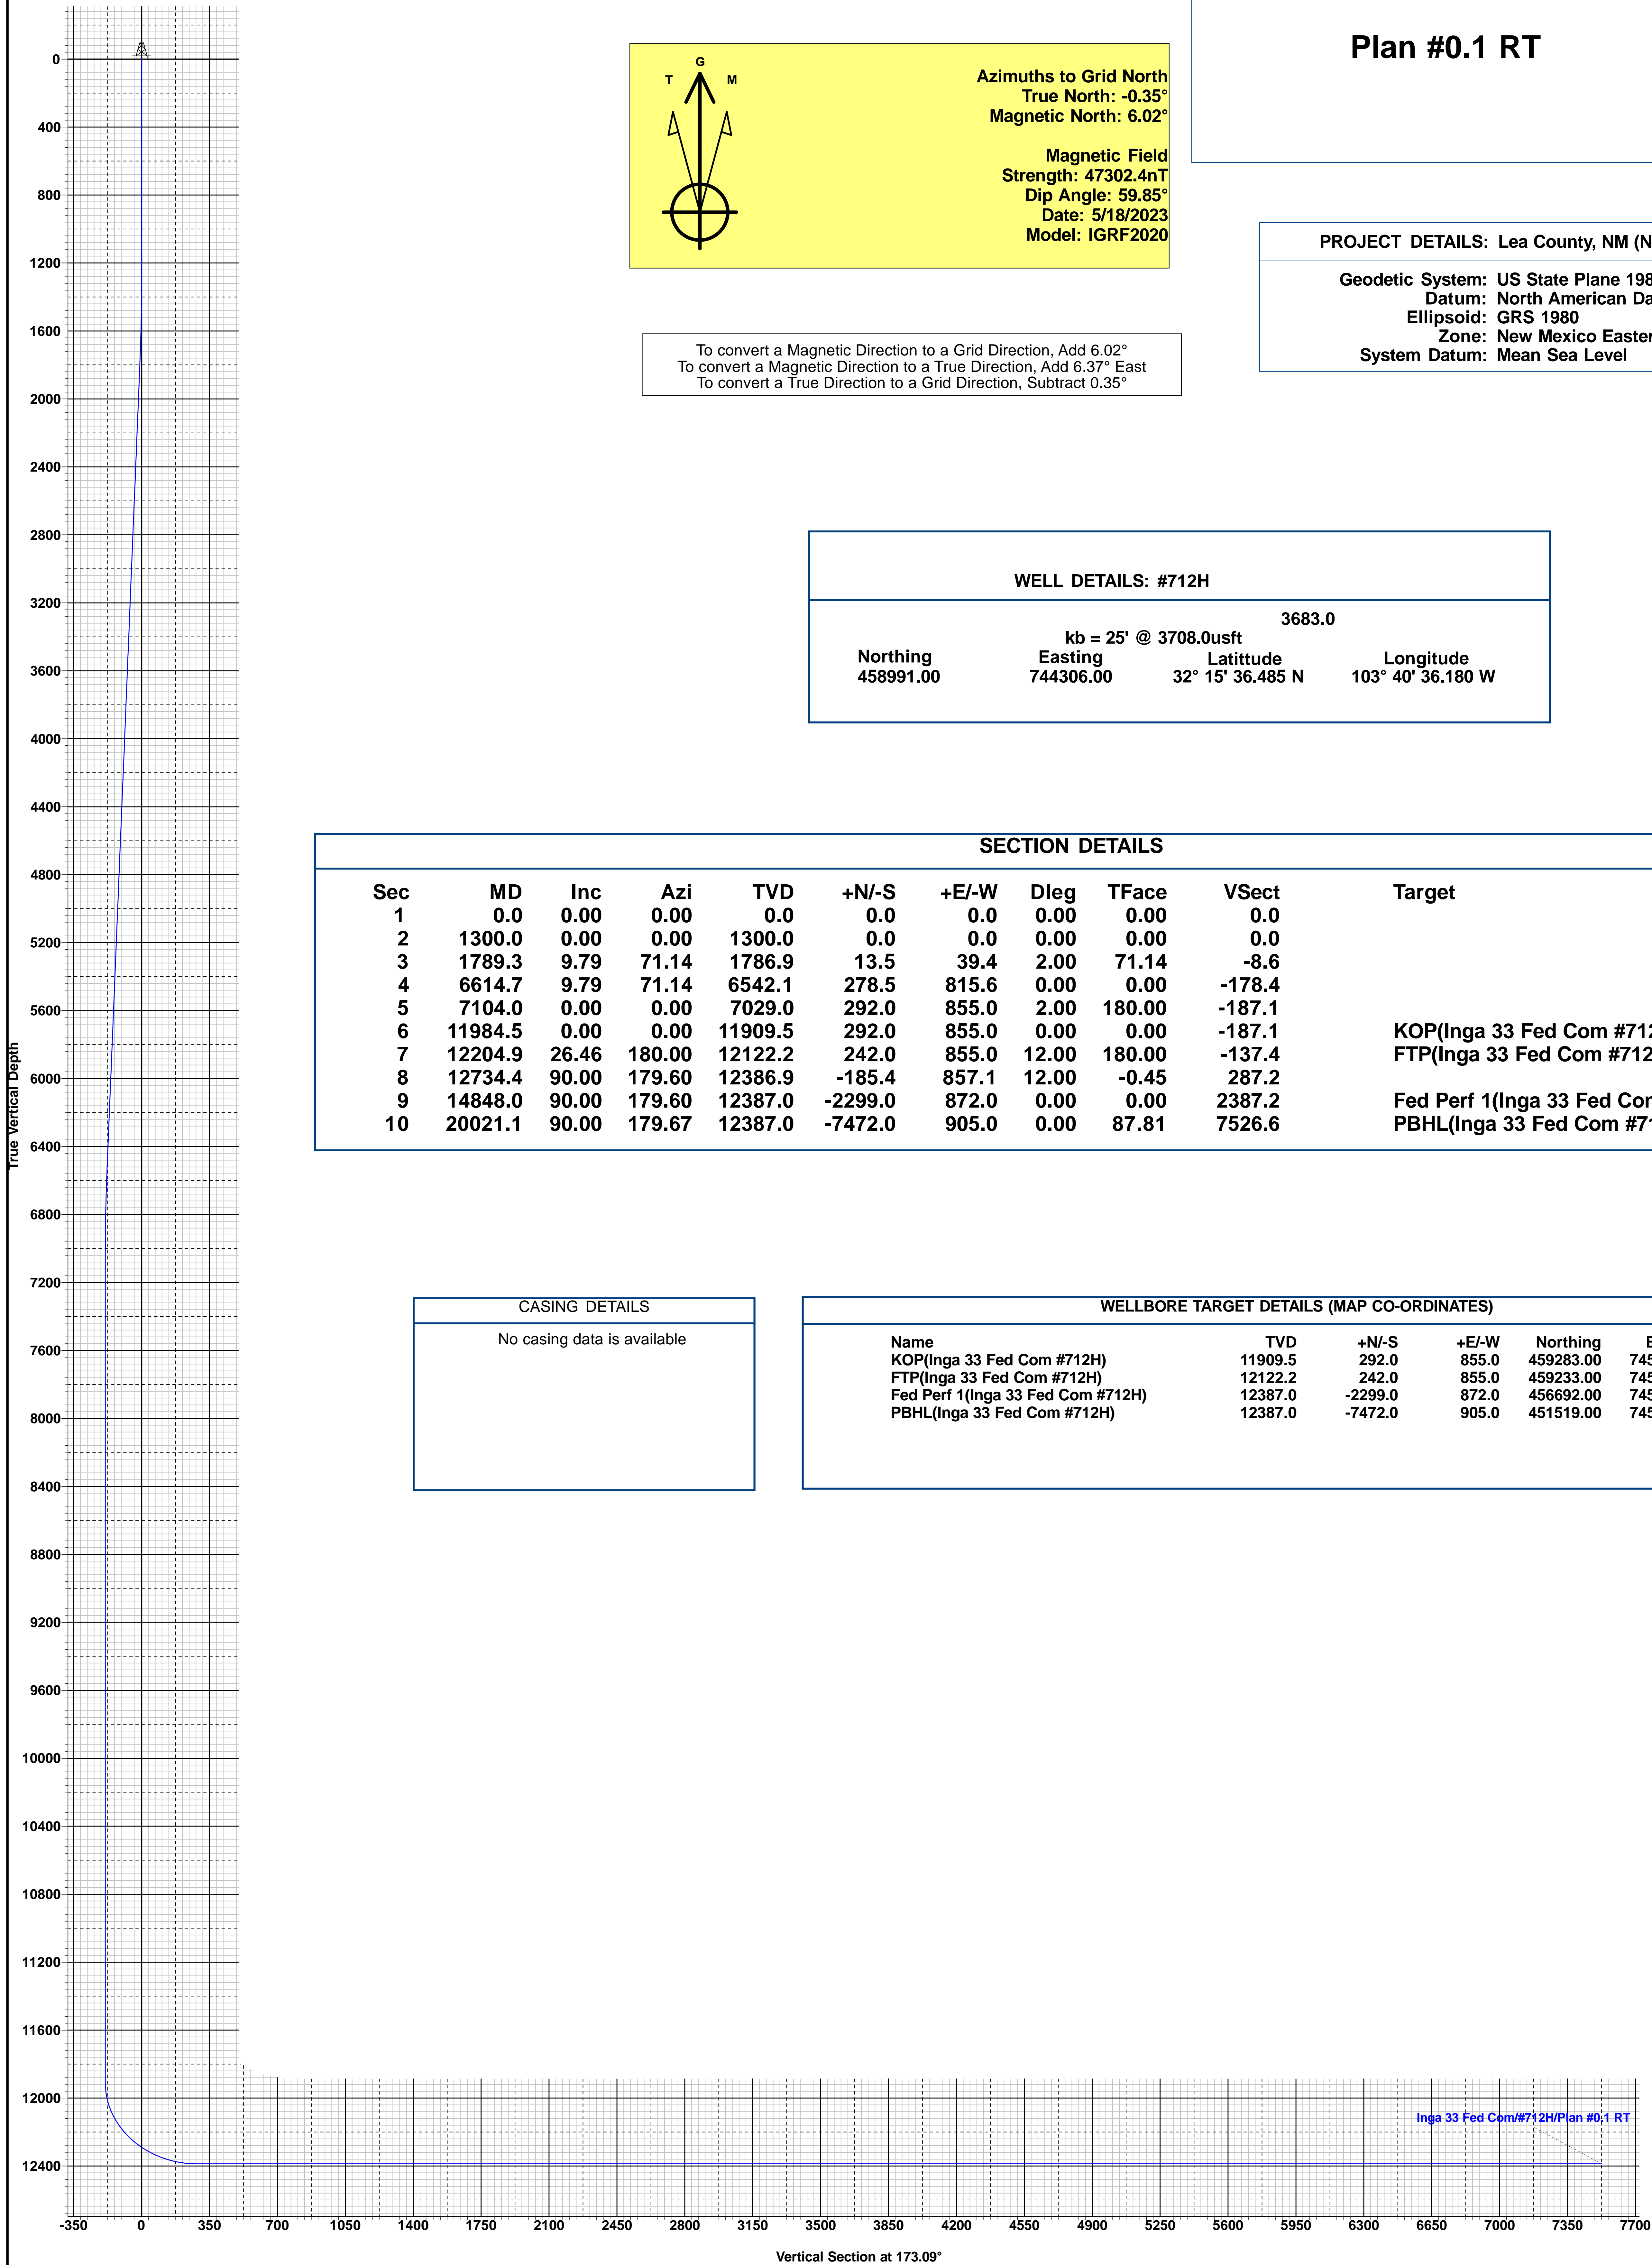 Plan #0.1 RT
G
T M
Azimuths to Grid North
True North: -0.35°
Magnetic North: 6.02°
Magnetic Field
Strength: 47302.4nT
Dip Angle: 59.85°
Date: 5/18/2023
Model: IGRF2020
PROJECT DETAILS: Lea County, NM (N
Geodetic System: US State Plane 198
Datum: North American Da
Ellipsoid: GRS 1980
Zone: New Mexico Easter
System Datum: Mean Sea Level
To convert a Magnetic Direction to a Grid Direction, Add 6.02°
To convert a Magnetic Direction to a True Direction, Add 6.37° East
To convert a True Direction to a Grid Direction, Subtract 0.35°
WELL DETAILS: #712H
3683.0
kb = 25' @ 3708.0usft
Northing Easting Latittude Longitude
458991.00 744306.00 32° 15' 36.485 N 103° 40' 36.180 W
SECTION DETAILS
Sec MD Inc Azi TVD +N/-S +E/-W Dleg TFace VSect Target
1 0.0 0.00 0.00 0.0 0.0 0.0 0.00 0.00 0.0
2 1300.0 0.00 0.00 1300.0 0.0 0.0 0.00 0.00 0.0
3 1789.3 9.79 71.14 1786.9 13.5 39.4 2.00 71.14 -8.6
4 6614.7 9.79 71.14 6542.1 278.5 815.6 0.00 0.00 -178.4
5 7104.0 0.00 0.00 7029.0 292.0 855.0 2.00 180.00 -187.1
6 11984.5 0.00 0.00 11909.5 292.0 855.0 0.00 0.00 -187.1 KOP(Inga 33 Fed Com #712
7 12204.9 26.46 180.00 12122.2 242.0 855.0 12.00 180.00 -137.4 FTP(Inga 33 Fed Com #712
8 12734.4 90.00 179.60 12386.9 -185.4 857.1 12.00 -0.45 287.2
9 14848.0 90.00 179.60 12387.0 -2299.0 872.0 0.00 0.00 2387.2 Fed Perf 1(Inga 33 Fed Com
10 20021.1 90.00 179.67 12387.0 -7472.0 905.0 0.00 87.81 7526.6 PBHL(Inga 33 Fed Com #71
CASING DETAILS
No casing data is available
WELLBORE TARGET DETAILS (MAP CO-ORDINATES)
Name TVD +N/-S +E/-W Northing E
KOP(Inga 33 Fed Com #712H) 11909.5 292.0 855.0 459283.00 745
FTP(Inga 33 Fed Com #712H) 12122.2 242.0 855.0 459233.00 745
Fed Perf 1(Inga 33 Fed Com #712H) 12387.0 -2299.0 872.0 456692.00 745
PBHL(Inga 33 Fed Com #712H) 12387.0 -7472.0 905.0 451519.00 745
0
400
800
1200
1600
2000
2400
2800
3200
3600
4000
4400
4800
5200
5600
6000
6400
6800
7200
7600
8000
8400
8800
9200
9600
10000
10400
10800
11200
11600
12000
12400
True Vertical Depth
Inga 33 Fed Com/#712H/Plan #0.1 RT
-350 0 350 700 1050 1400 1750 2100 2450 2800 3150 3500 3850 4200 4550 4900 5250 5600 5950 6300 6650 7000 7350 7700
Vertical Section at 173.09°